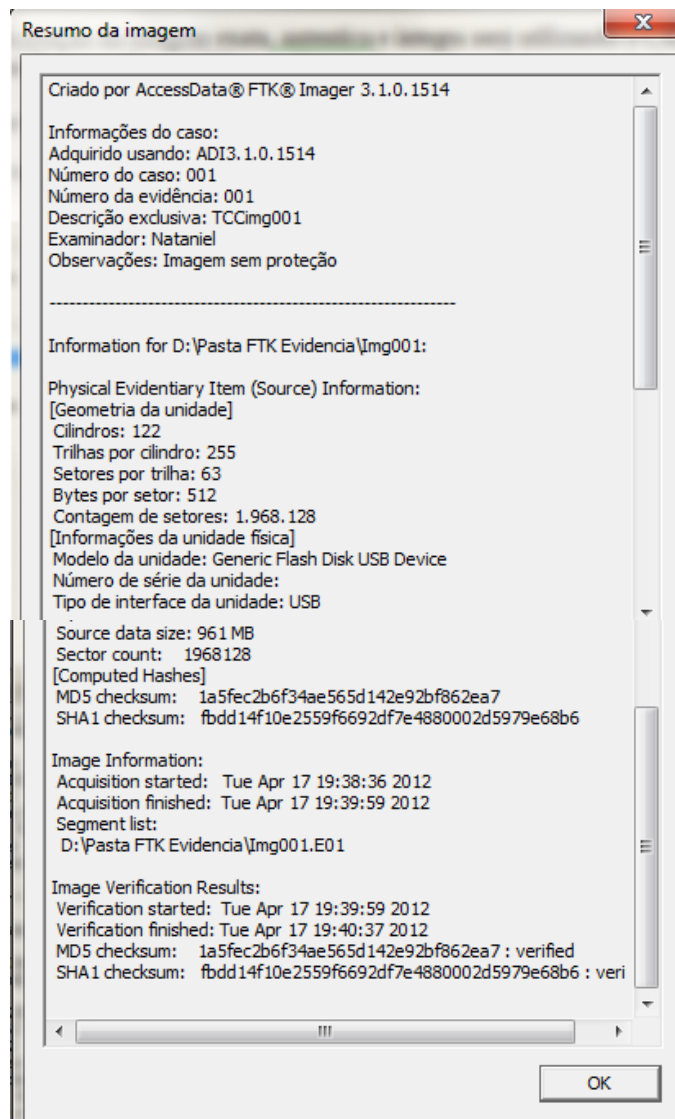 Resumo da imagem
Criado por AccessData® FTK® Imager 3.1.0.1514
Informações do caso:
Adquirido usando: ADI3.1.0.1514
Número do caso: 001
Número da evidência: 001
Descrição exclusiva: TCCimg001
Examinador: Nataniel
Observações: Imagem sem proteção
--------------------------------------------------------------
Information for D:\Pasta FTK Evidencia\Img001:
Physical Evidentiary Item (Source) Information:
[Geometria da unidade]
Cilindros: 122
Trilhas por cilindro: 255
Setores por trilha: 63
Bytes por setor: 512
Contagem de setores: 1.968.128
[Informações da unidade física]
Modelo da unidade: Generic Flash Disk USB Device
Número de série da unidade:
Tipo de interface da unidade: USB
Source data size: 961 MB
Sector count: 1968128
[Computed Hashes]
MD5 checksum: 1a5fec2b6f34ae565d142e92bf862ea7
SHA1 checksum: fbdd14f10e2559f6692df7e4880002d5979e68b6
Image Information:
Acquisition started: Tue Apr 17 19:38:36 2012
Acquisition finished: Tue Apr 17 19:39:59 2012
Segment list:
D:\Pasta FTK Evidencia\Img001.E01
Image Verification Results:
Verification started: Tue Apr 17 19:39:59 2012
Verification finished: Tue Apr 17 19:40:37 2012
MD5 checksum: 1a5fec2b6f34ae565d142e92bf862ea7 : verified
SHA1 checksum: fbdd14f10e2559f6692df7e4880002d5979e68b6 : veri
OK